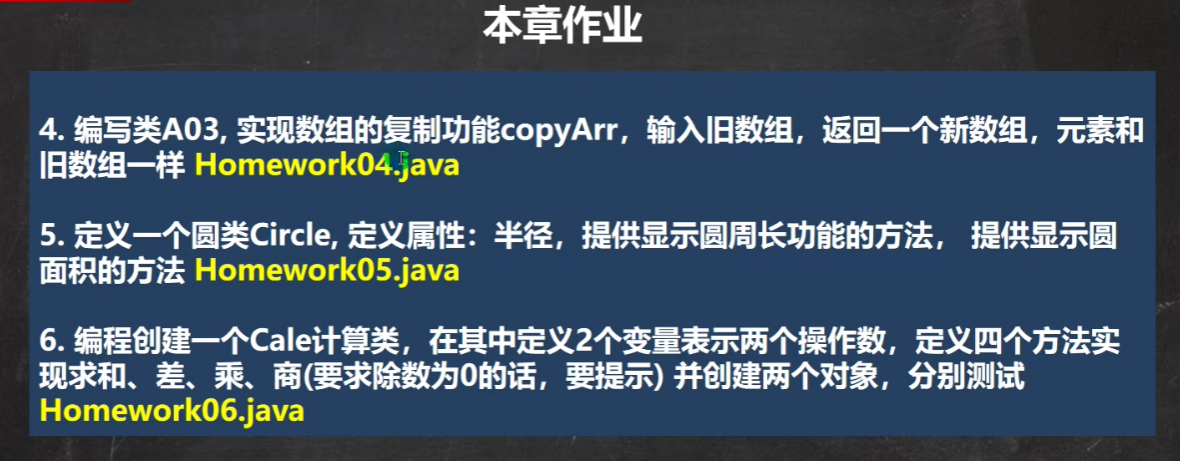 本章作业
4. 编写类A03, 实现数组的复制功能copyArr，输入旧数组，返回一个新数组，元素和
旧数组一样 Homework04.java
5. 定义一个圆类Circle, 定义属性：半径，提供显示圆周长功能的方法， 提供显示圆
面积的方法 Homework05.java
6. 编程创建一个Cale计算类，在其中定义2个变量表示两个操作数，定义四个方法实
现求和、差、乘、商(要求除数为0的话，要提示) 并创建两个对象，分别测试
Homework06.java